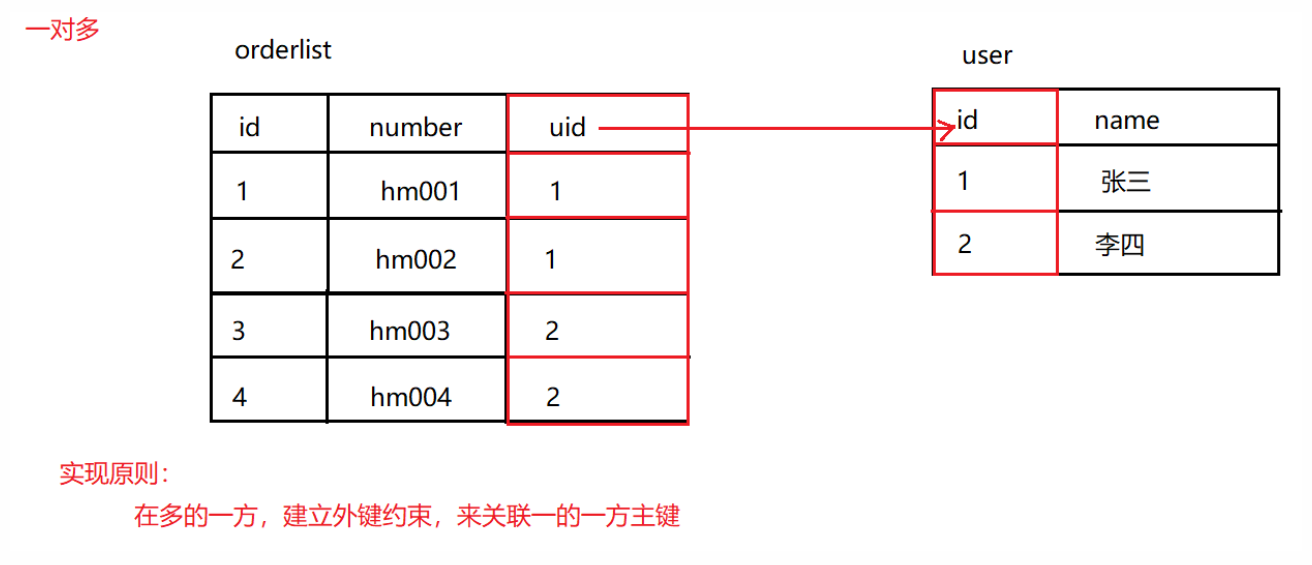 一对多
orderlist
user
id number uid
id name
1 hm001 1
1 张三
2 hm002 1
2 李四
3 hm003 2
4 hm004 2
实现原则：
在多的一方，建立外键约束，来关联一的一方主键